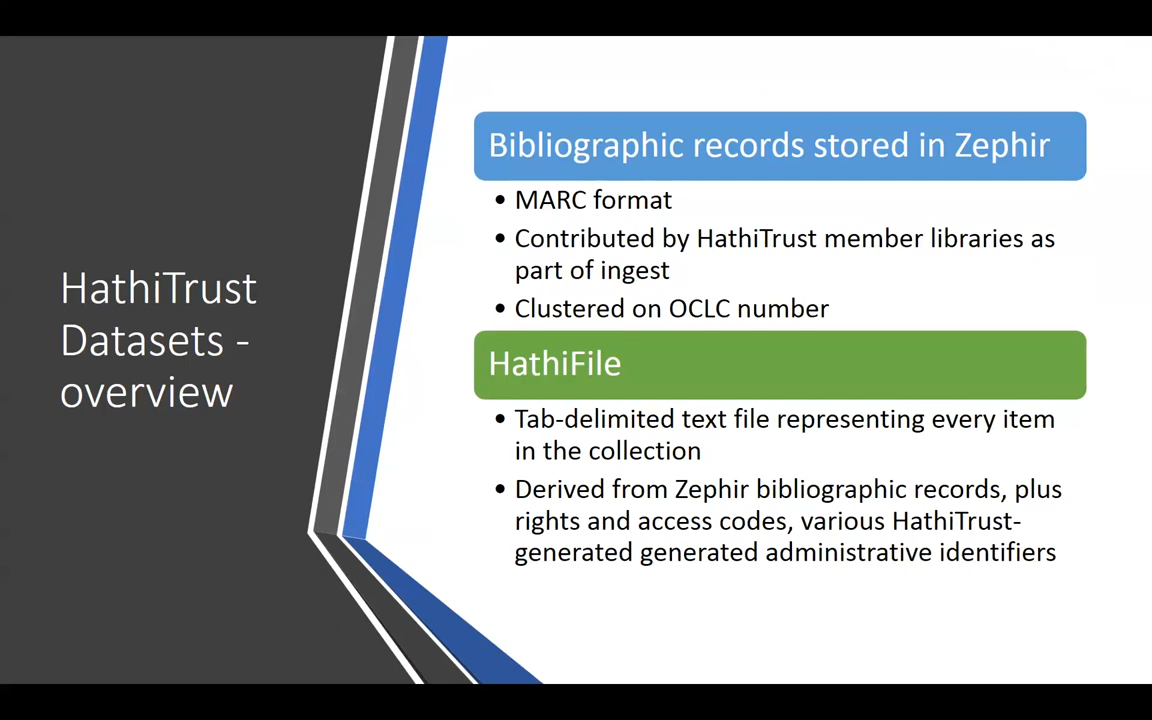 HathiTrust
Datasets -
overview
Bibliographic records stored in Zephir
• MARC format
• Contributed by HathiTrust member libraries as
part of ingest
• Clustered on OCLC number
HathiFile
• Tab-delimited text file representing every item
in the collection
• Derived from Zephir bibliographic records, plus
rights and access codes, various HathiTrust-
generated generated administrative identifiers